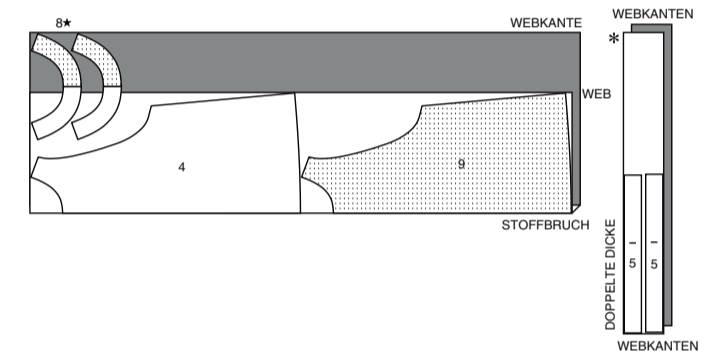 8★
WEBKANTE
WEB
4
9
STOFFBRUCH
WEBKANTEN
*
DOPPELTE DICKE
5
5
WEBKANTEN